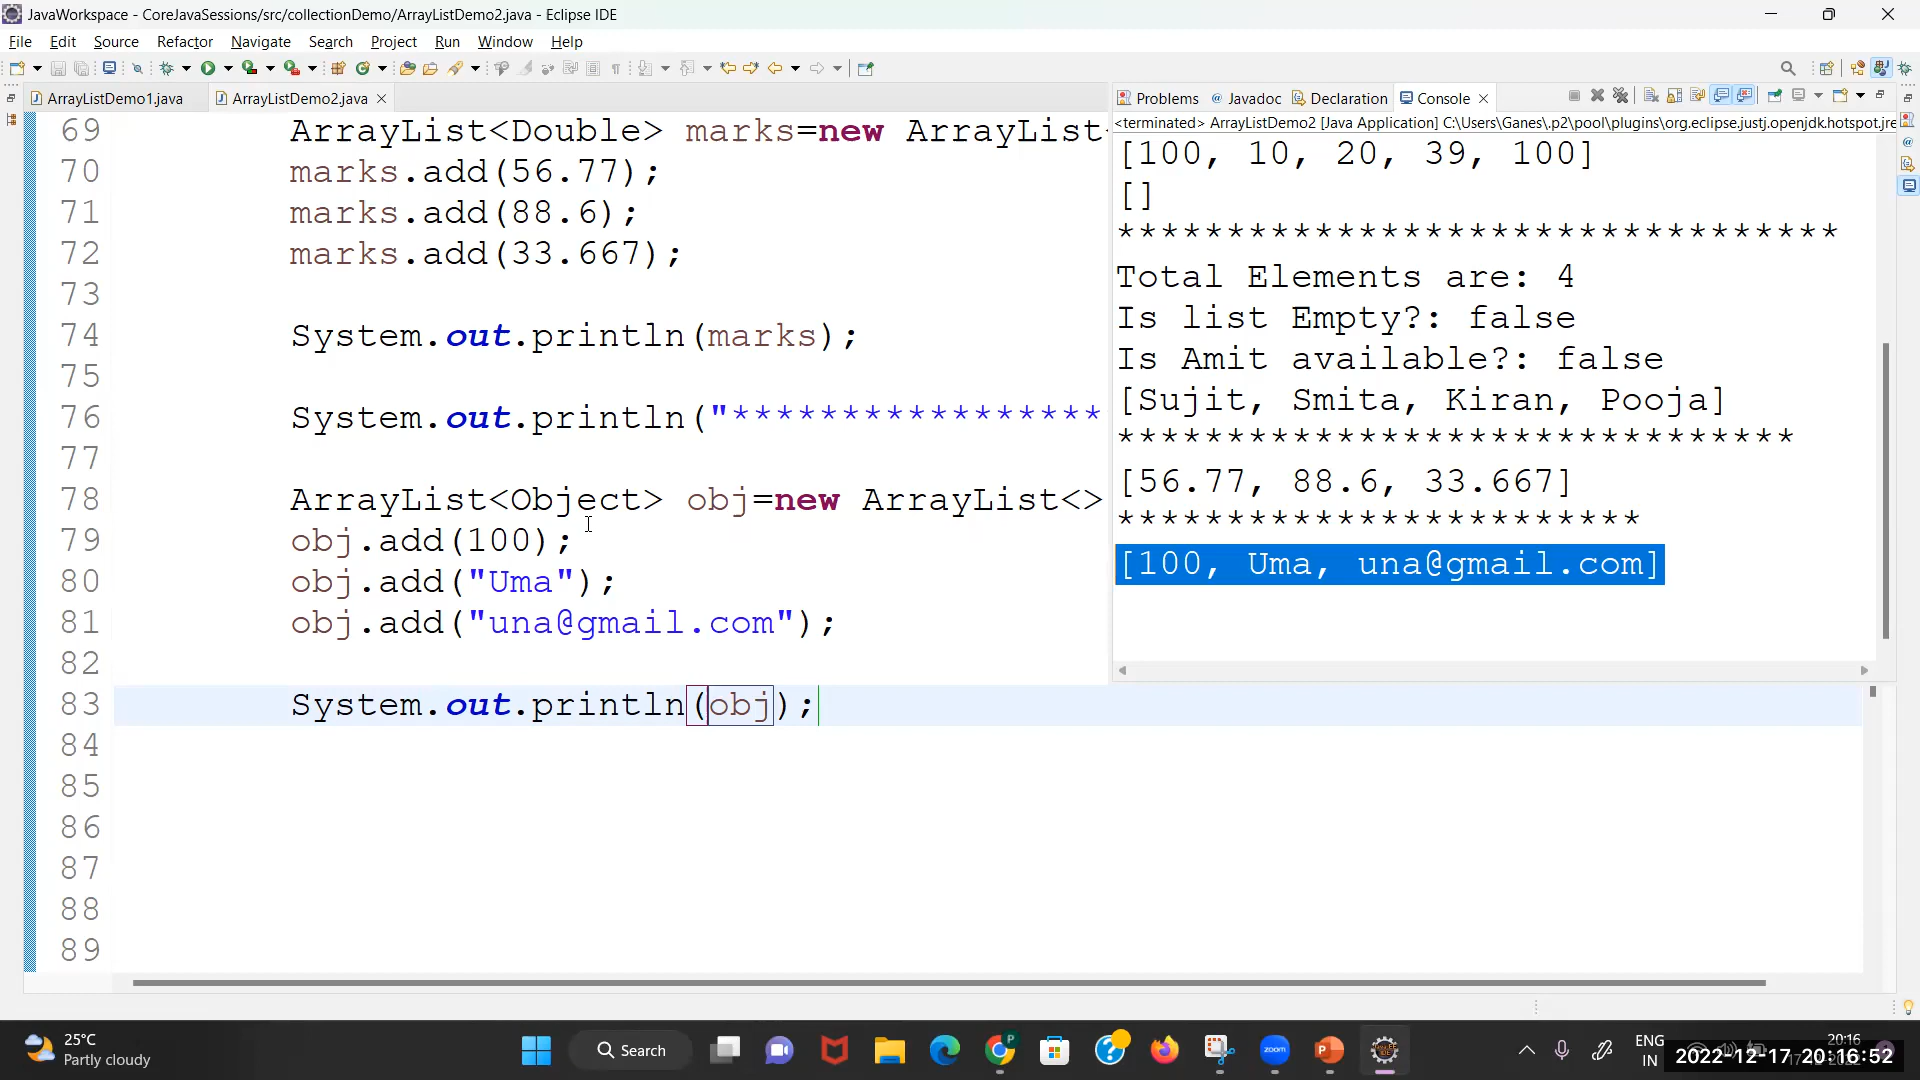 JavaWorkspace - CoreJavaSessions/src/collectionDemo/ArrayListDemo2.java - Eclipse IDE
File Edit Source Refactor Navigate Search Project Run Window Help
ArrayListDemo1.java ArrayListDemo2.java
69 ArrayList<Double> marks=new ArrayList<
70 marks.add(56.77);
71 marks.add(88.6);
72 marks.add(33.667);
73
74 System.out.println(marks);
75
76 System.out.println("*****************
77
78 ArrayList<Object> obj=new ArrayList<>
79 obj.add(100);
80 obj.add("Uma");
81 obj.add("una@gmail.com");
82
83 System.out.println(obj);
84
85
86
87
88
89
Problems Javadoc Declaration Console
<terminated> ArrayListDemo2 [Java Application] C:\Users\Ganes\.p2\pool\plugins\org.eclipse.justj.openjdk.hotspot.jre
[100, 10, 20, 39, 100]
[]
*********************************
Total Elements are: 4
Is list Empty?: false
Is Amit available?: false
[Sujit, Smita, Kiran, Pooja]
*******************************
[56.77, 88.6, 33.667]
************************
[100, Uma, una@gmail.com]
25°C
Partly cloudy
Search
zoom
ENG
IN
20:16
2022-12-17 20:16:52